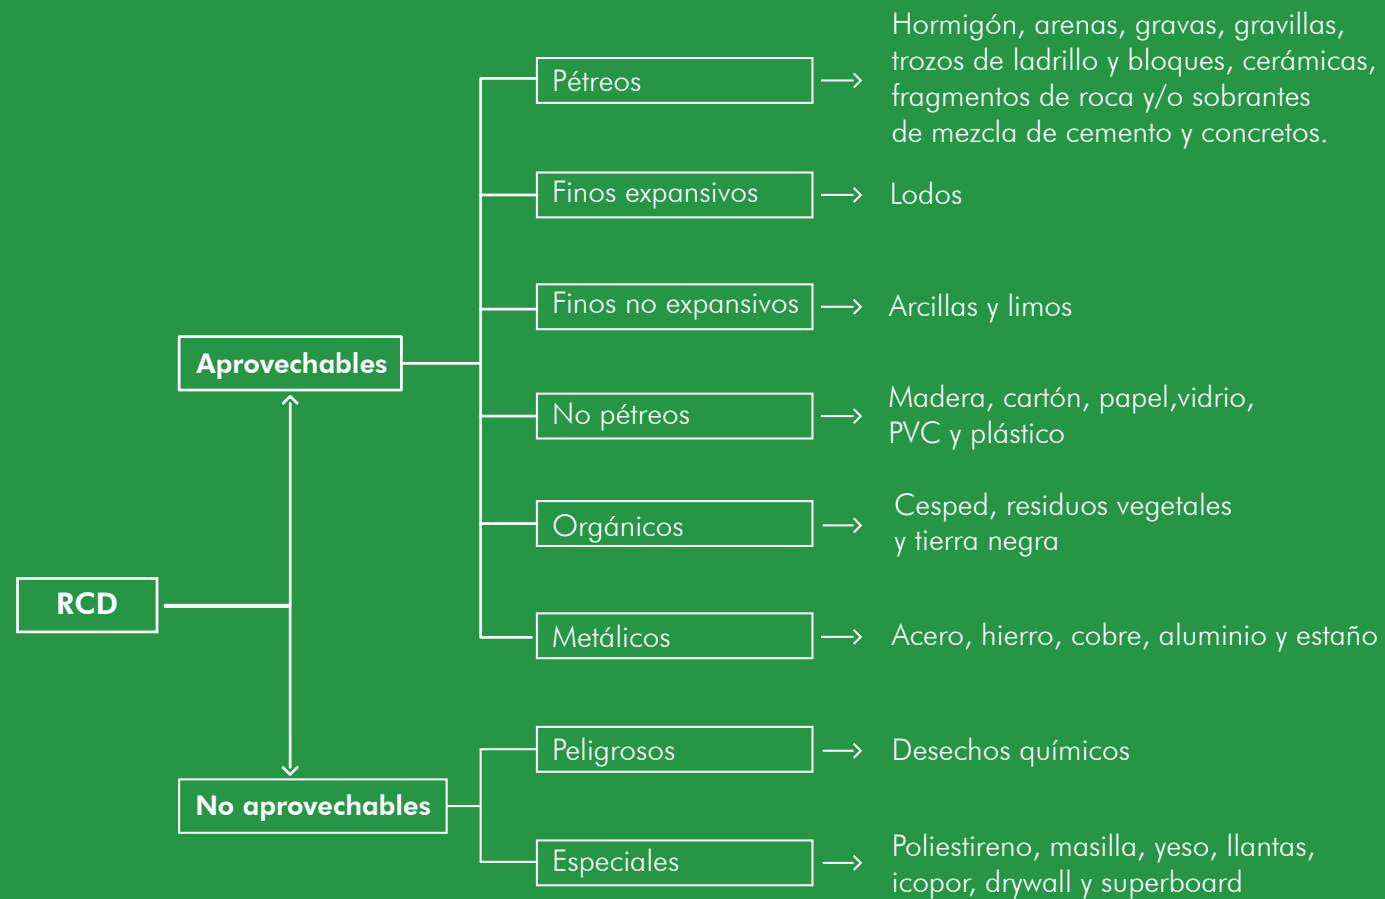 RCD
Aprovechables
Pétreos
Hormigón, arenas, gravas, gravillas,
trozos de ladrillo y bloques, cerámicas,
fragmentos de roca y/o sobrantes
de mezcla de cemento y concretos.
Finos expansivos
Lodos
Finos no expansivos
Arcillas y limos
No pétreos
Madera, cartón, papel,vidrio,
PVC y plástico
Orgánicos
Cesped, residuos vegetales
y tierra negra
Metálicos
Acero, hierro, cobre, aluminio y estaño
No aprovechables
Peligrosos
Desechos químicos
Especiales
Poliestireno, masilla, yeso, llantas,
icopor, drywall y superboard